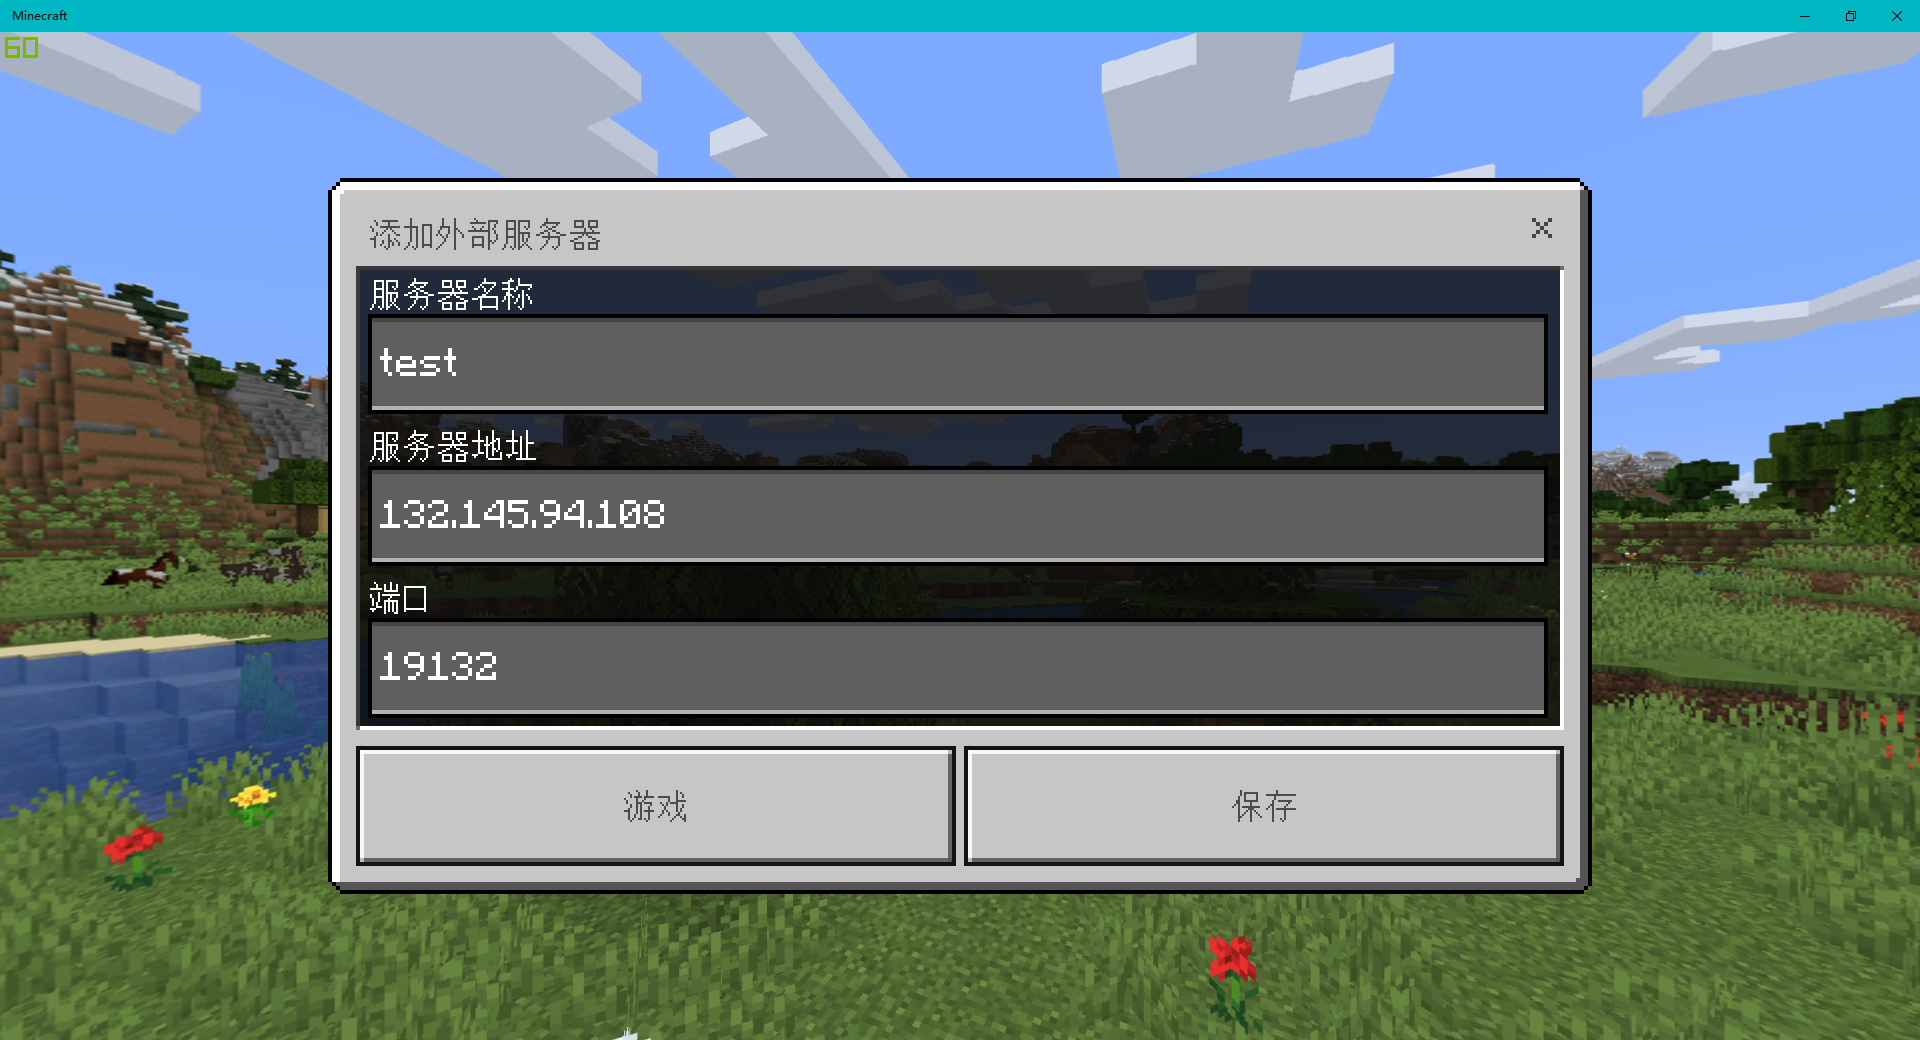 Minecraft
60
添加外部服务器
服务器名称
test
服务器地址
132.145.94.108
端口
19132
游戏
保存